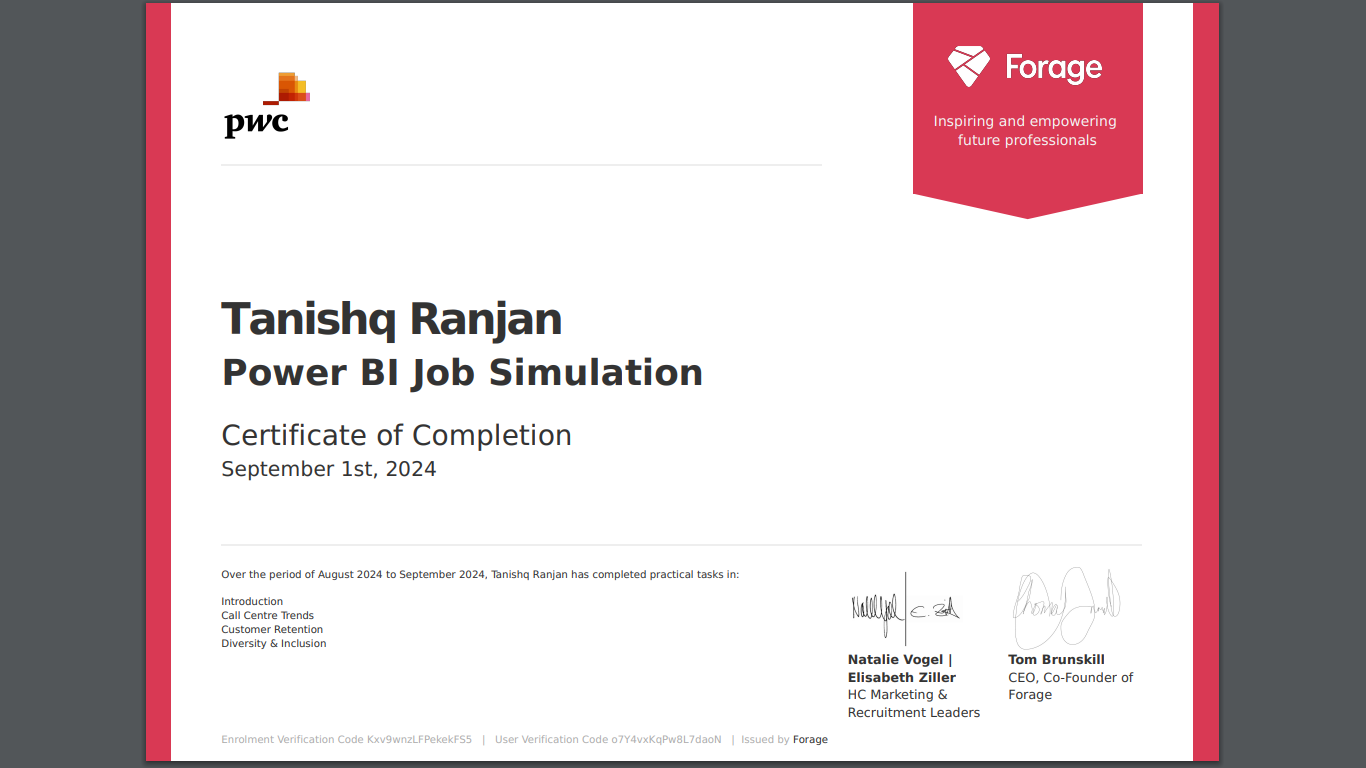 pwc
Forage
Inspiring and empowering
future professionals
Tanishq Ranjan
Power BI Job Simulation
Certificate of Completion
September 1st, 2024
Over the period of August 2024 to September 2024, Tanishq Ranjan has completed practical tasks in:
Introduction
Call Centre Trends
Customer Retention
Diversity & Inclusion
Natalie Vogel |
Elisabeth Ziller
HC Marketing &
Recruitment Leaders
Tom Brunskill
CEO, Co-Founder of
Forage
Enrolment Verification Code Kxv9wnzLFPekekFS5 | User Verification Code o7Y4vxKqPw8L7daoN | Issued by Forage